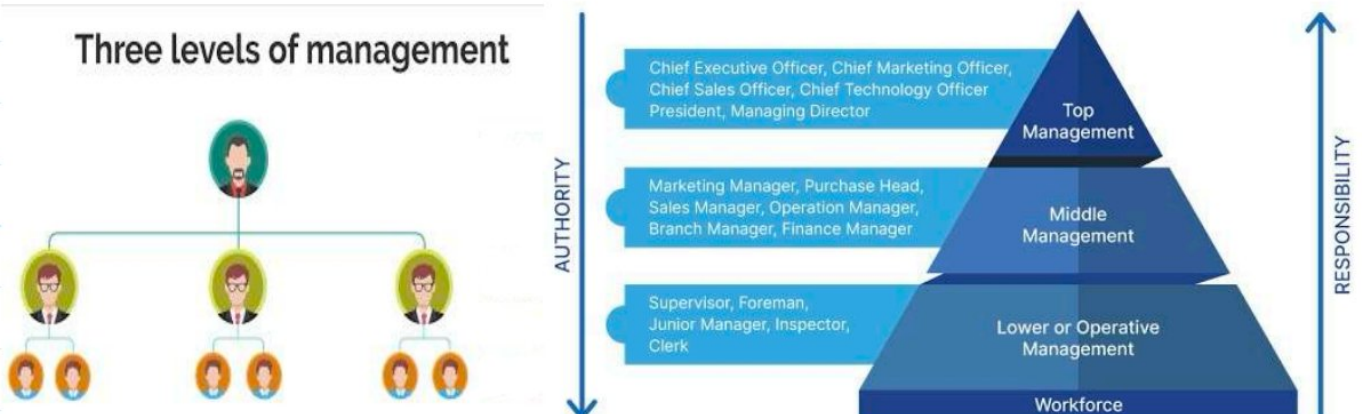 Three levels of management
AUTHORITY
Chief Executive Officer, Chief Marketing Officer,
Chief Sales Officer, Chief Technology Officer
President, Managing Director
Top
Management
Marketing Manager, Purchase Head,
Sales Manager, Operation Manager,
Branch Manager, Finance Manager
Middle
Management
Supervisor, Foreman,
Junior Manager, Inspector,
Clerk
Lower or Operative
Management
Workforce
RESPONSIBILITY